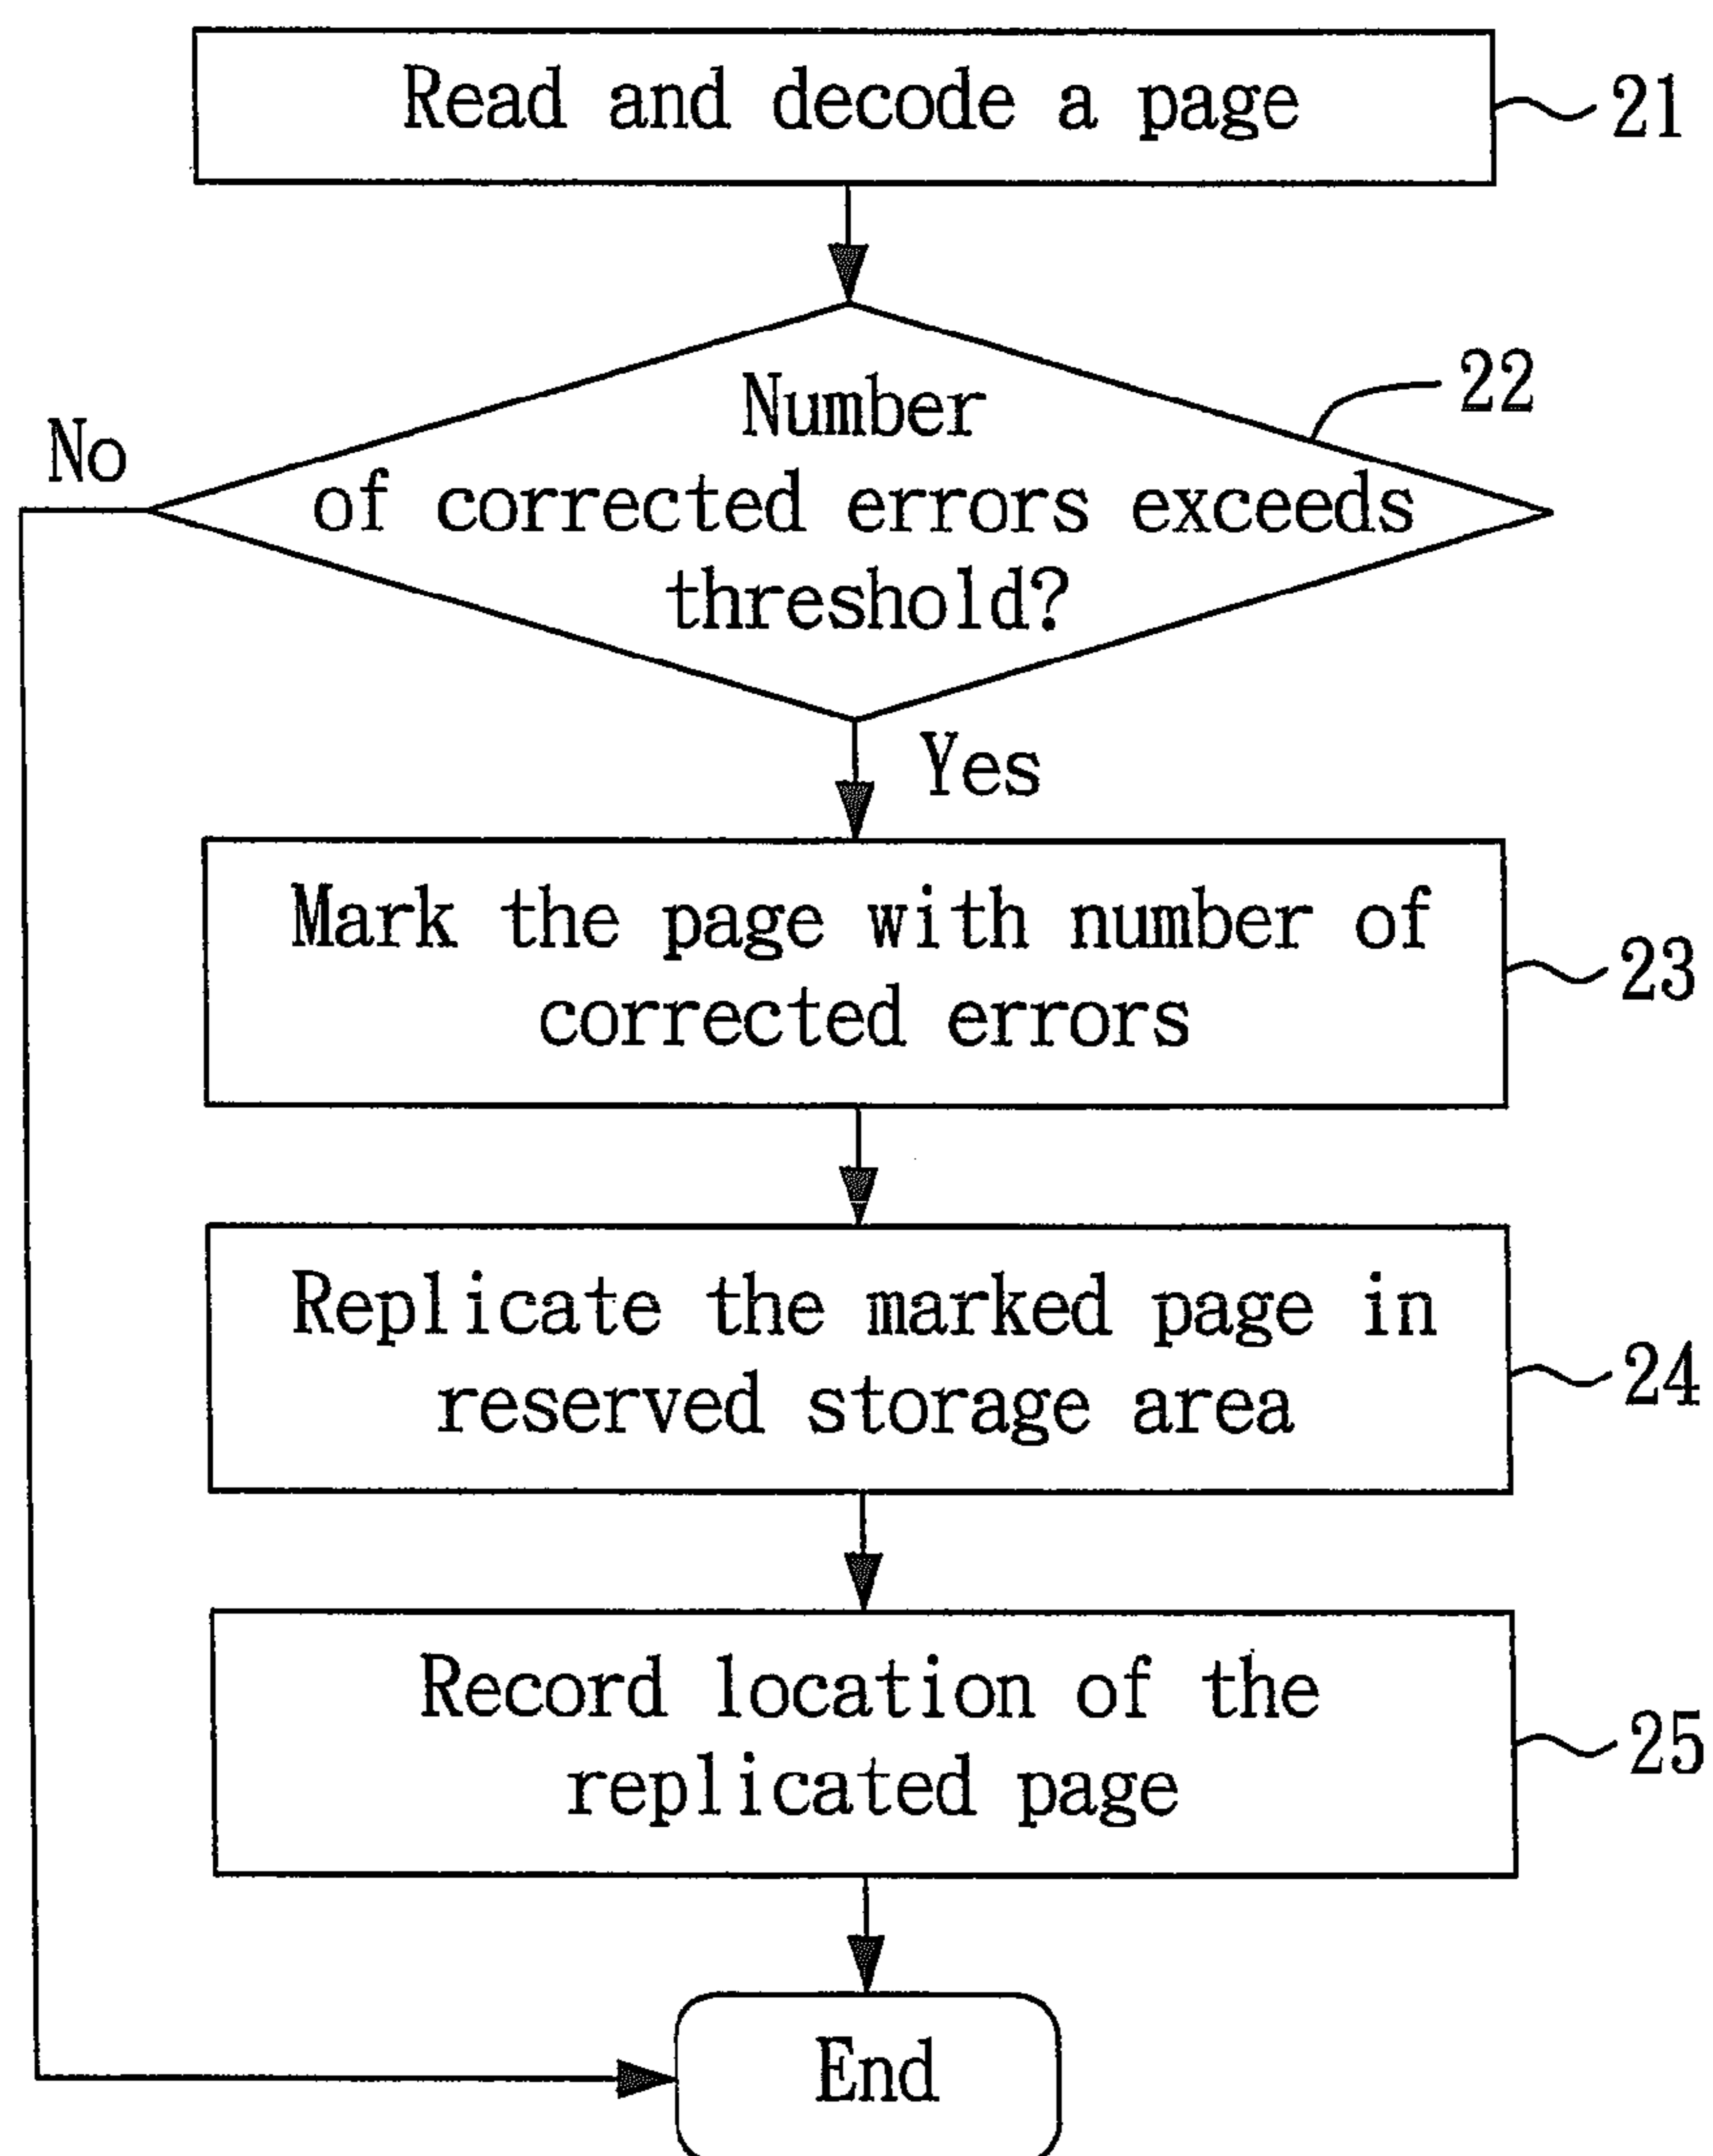 Read and decode a page
21
Number
of corrected errors exceeds
threshold?
22
No
Yes
Mark the page with number of
corrected errors
23
Replicate the marked page in
reserved storage area
24
Record location of the
replicated page
25
End